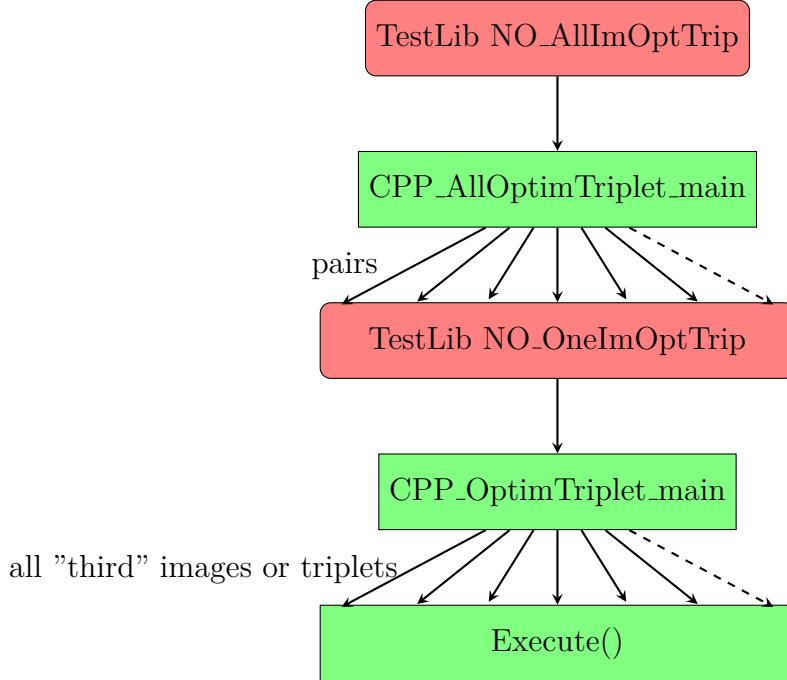 TestLib NO_AllImOptTrip
CPP_AllOptimTriplet_main
pairs
TestLib NO_OneImOptTrip
CPP_OptimTriplet_main
all ”third” images or triplets
Execute()